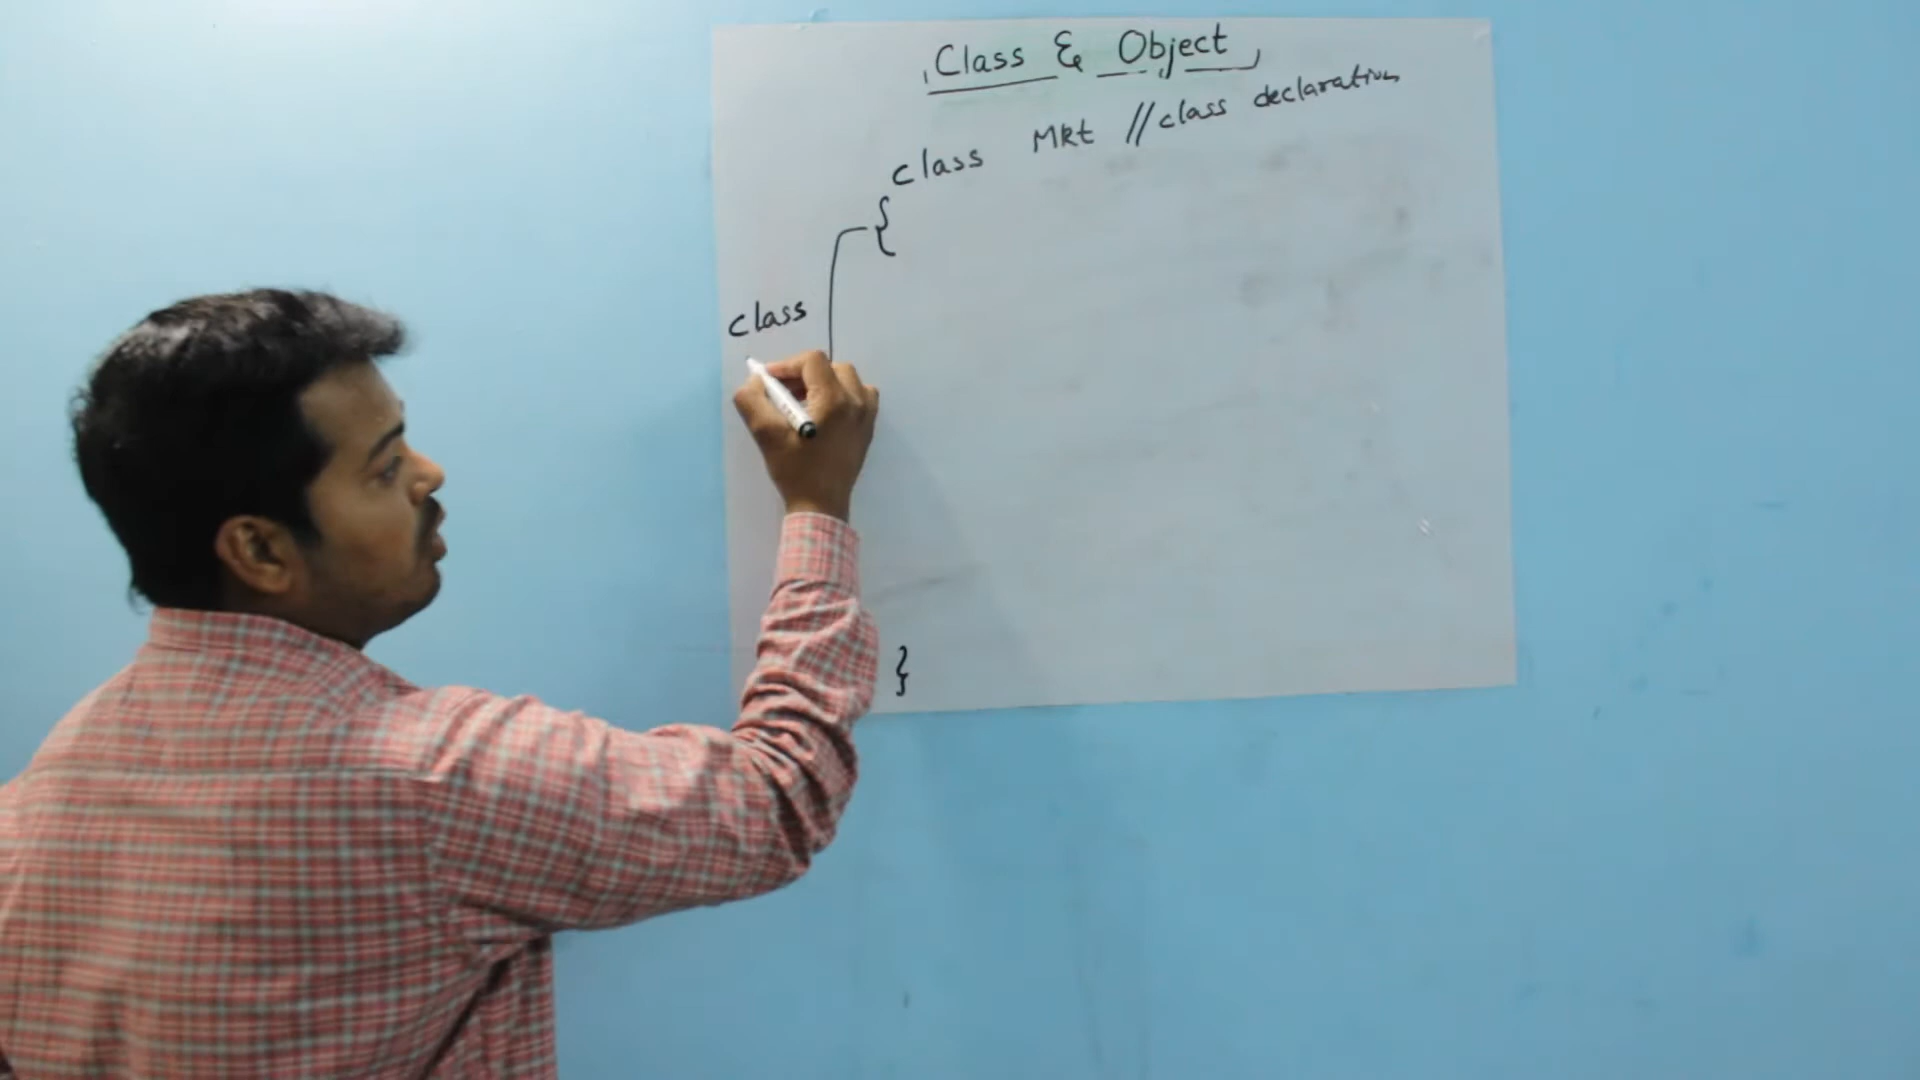 Class & Object
class Mkt //class declaration
{
class
}